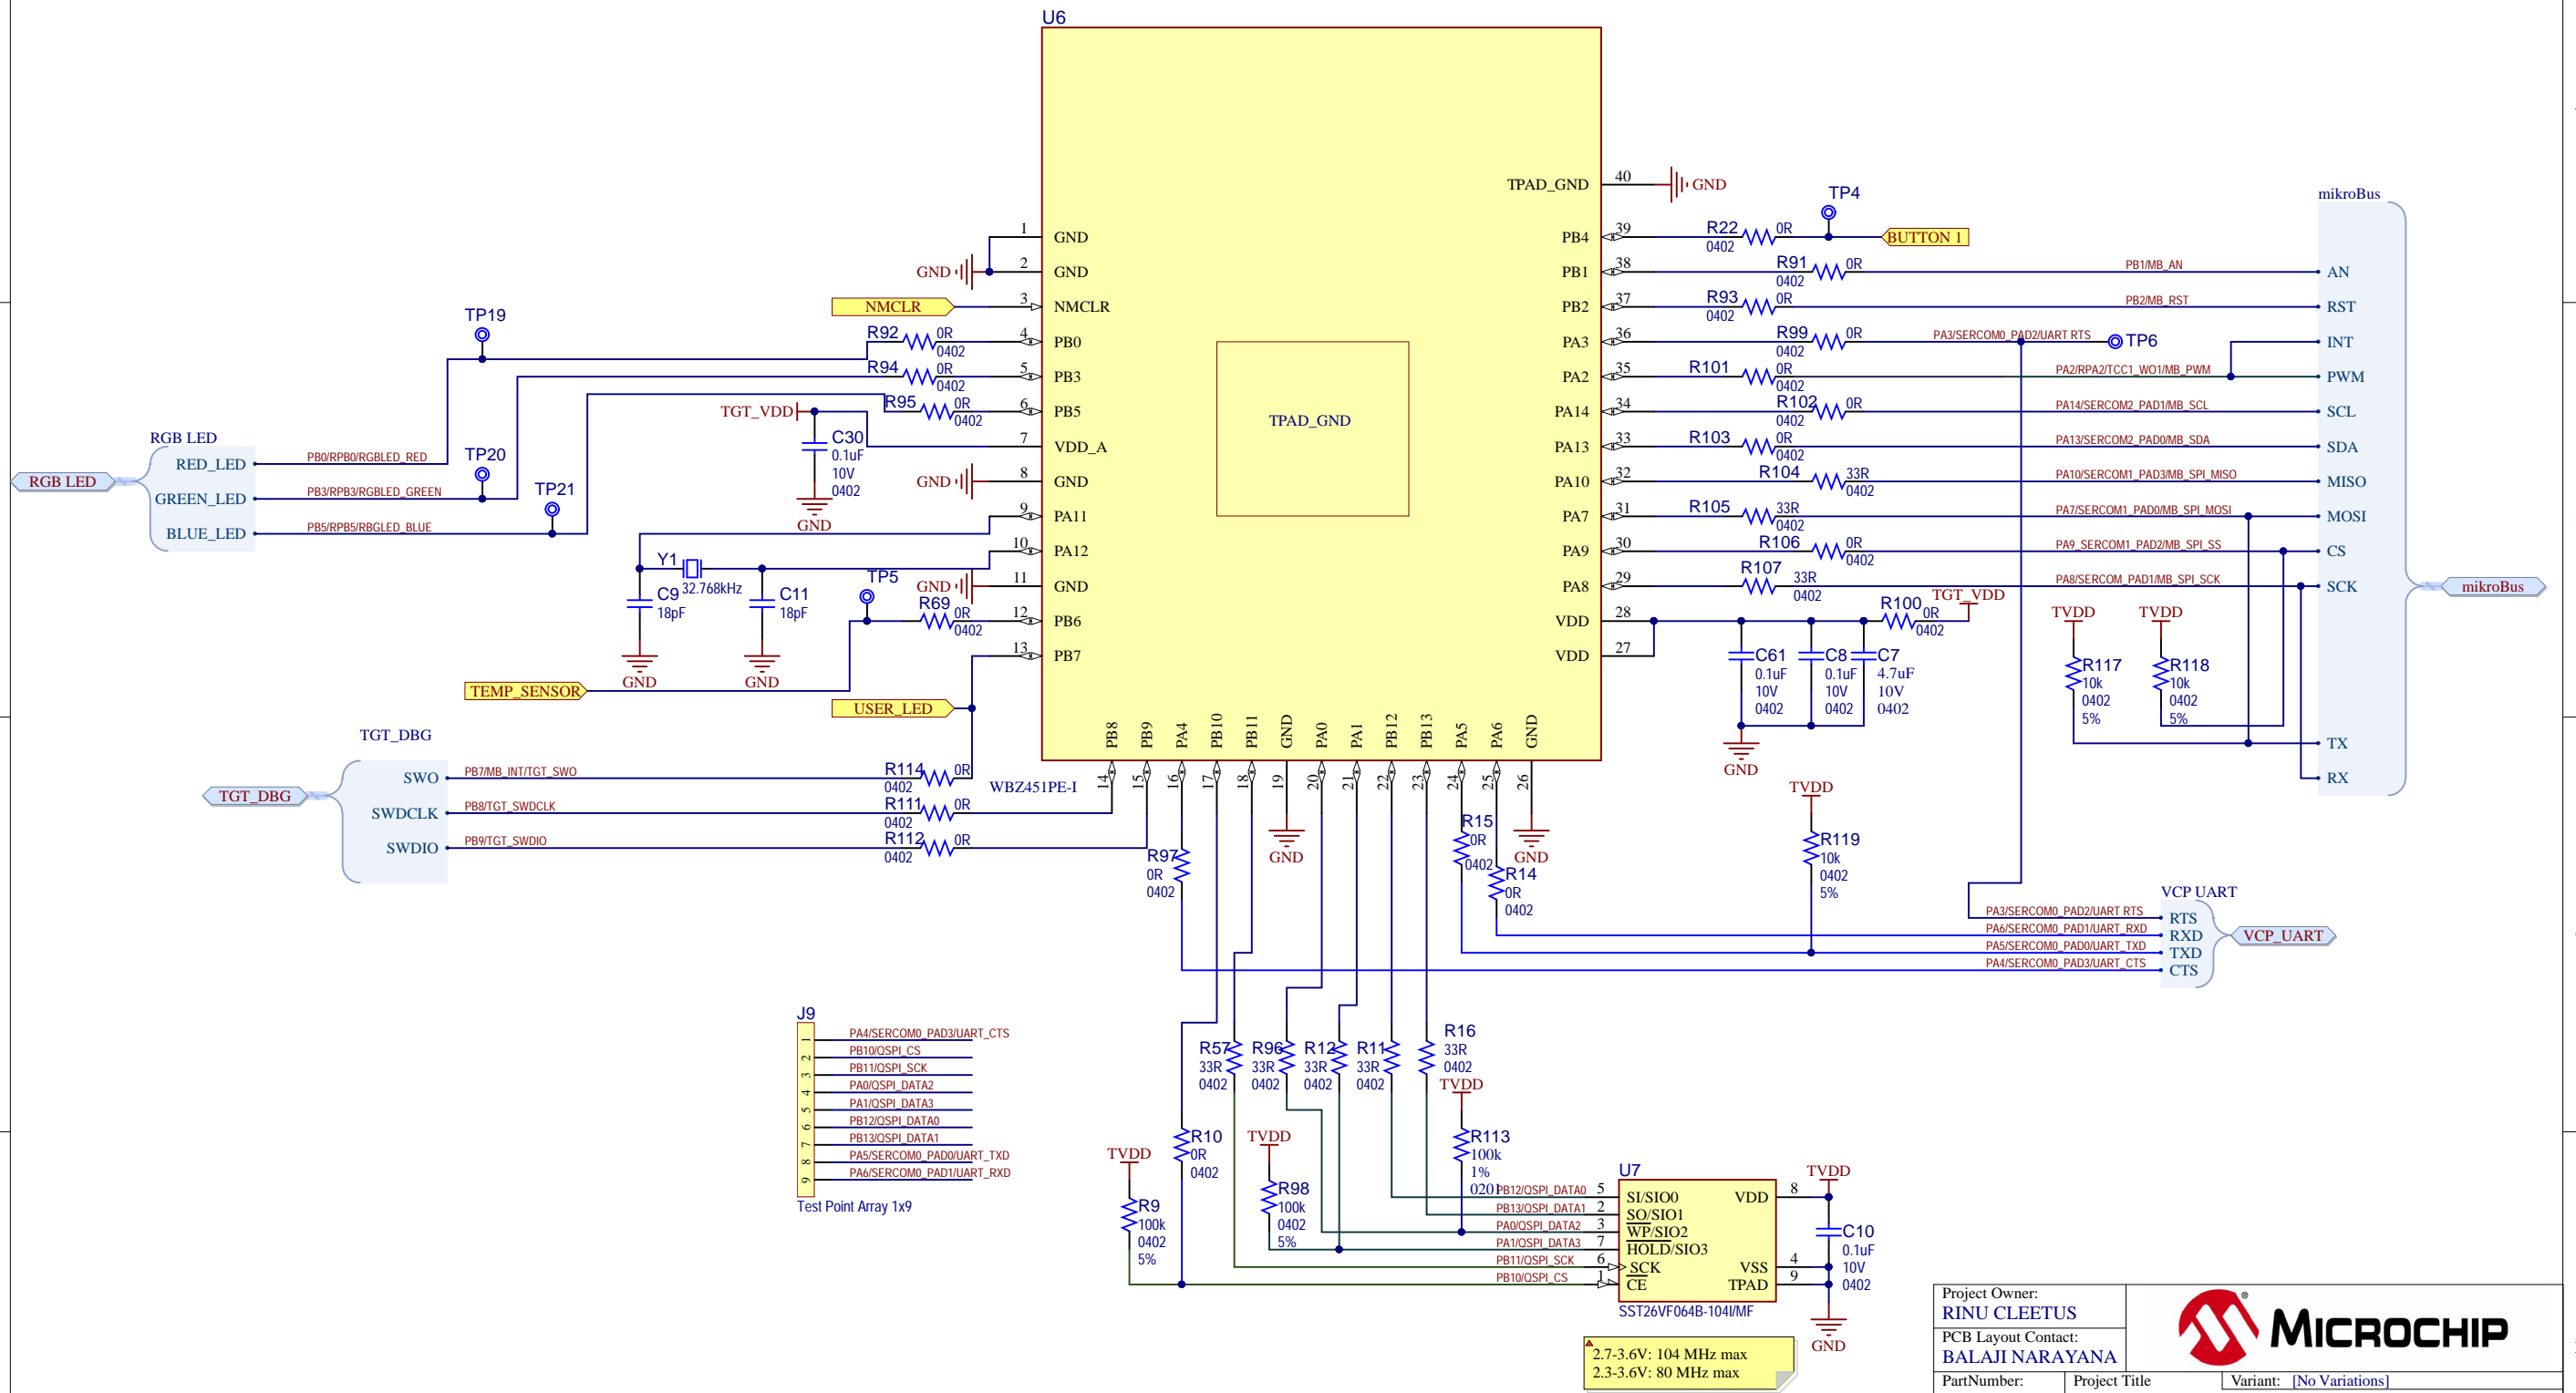 U6
WBZ451PE-I
TPAD_GND
1 GND
2 GND
3 NMCLR
4 PB0
5 PB3
6 PB5
7 VDD_A
8 GND
9 PA11
10 PA12
11 GND
12 PB6
13 PB7
14 PB8
15 PB9
16 PA4
17 PB10
18 PB11
19 GND
20 PA0
21 PA1
22 PB12
23 PB13
24 PA5
25 PA6
26 GND
TPAD_GND 40
PB4 39
PB1 38
PB2 37
PA3 36
PA2 35
PA14 34
PA13 33
PA10 32
PA7 31
PA9 30
PA8 29
VDD 28
VDD 27
GND
GND
NMCLR
TP19
R92 0R 0402
R94 0R 0402
R95 0R 0402
TGT_VDD
C30
0.1uF
10V
0402
GND
GND
RGB LED
RGB LED
RED_LED PB0/RPB0/RGBLED_RED
TP20
GREEN_LED PB3/RPB3/RGBLED_GREEN
TP21
BLUE_LED PB5/RPB5/RBGLED_BLUE
Y1
32.768kHz
C9
18pF
GND
C11
18pF
GND
GND
TP5
R69 0R 0402
TEMP_SENSOR
USER_LED
TGT_DBG
TGT_DBG
SWO PB7/MB_INT/TGT_SWO R114 0R 0402
SWDCLK PB8/TGT_SWDCLK R111 0R 0402
SWDIO PB9/TGT_SWDIO R112 0R 0402
TP4
R22 0R 0402 BUTTON 1
mikroBus
R91 0R 0402 PB1/MB_AN AN
R93 0R 0402 PB2/MB_RST RST
R99 0R 0402 PA3/SERCOM0_PAD2/UART RTS TP6 INT
R101 0R 0402 PA2/RPA2/TCC1_WO1/MB_PWM PWM
R102 0R PA14/SERCOM2_PAD1/MB_SCL SCL
0402
R103 0R 0402 PA13/SERCOM2_PAD0/MB_SDA SDA
R104 33R 0402 PA10/SERCOM1_PAD3/MB_SPI_MISO MISO
R105 33R 0402 PA7/SERCOM1_PAD0/MB_SPI_MOSI MOSI
R106 0R 0402 PA9_SERCOM1_PAD2/MB_SPI_SS CS
R107 33R 0402 PA8/SERCOM_PAD1/MB_SPI_SCK SCK
mikroBus
R100 0R 0402 TGT_VDD
C61
0.1uF
10V
0402
C8
0.1uF
10V
0402
C7
4.7uF
10V
0402
GND
TVDD
R117
10k
0402
5%
TVDD
R118
10k
0402
5%
TX
RX
TVDD
R119
10k
0402
5%
R97
0R
0402
GND
R15
0R
0402
R14
0R
0402
GND
VCP UART
PA3/SERCOM0_PAD2/UART RTS RTS
PA6/SERCOM0_PAD1/UART_RXD RXD
PA5/SERCOM0_PAD0/UART_TXD TXD
PA4/SERCOM0_PAD3/UART_CTS CTS
VCP_UART
J9
1 PA4/SERCOM0_PAD3/UART_CTS
2 PB10/QSPI_CS
3 PB11/QSPI_SCK
4 PA0/QSPI_DATA2
5 PA1/QSPI_DATA3
6 PB12/QSPI_DATA0
7 PB13/QSPI_DATA1
8 PA5/SERCOM0_PAD0/UART_TXD
9 PA6/SERCOM0_PAD1/UART_RXD
Test Point Array 1x9
R57
33R
0402
R96
33R
0402
R12
33R
0402
R11
33R
0402
R16
33R
0402
TVDD
R113
100k
1%
0201
R10
0R
0402
TVDD
R9
100k
0402
5%
TVDD
R98
100k
0402
5%
U7
PB12/QSPI_DATA0 5 SI/SIO0
PB13/QSPI_DATA1 2 SO/SIO1
PA0/QSPI_DATA2 3 WP/SIO2
PA1/QSPI_DATA3 7 HOLD/SIO3
PB11/QSPI_SCK 6 SCK
PB10/QSPI_CS 1 CE
VDD 8
VSS 4
TPAD 9
SST26VF064B-104I/MF
TVDD
C10
0.1uF
10V
0402
GND
2.7-3.6V: 104 MHz max
2.3-3.6V: 80 MHz max
Project Owner:
RINU CLEETUS
PCB Layout Contact:
BALAJI NARAYANA
MICROCHIP
®
PartNumber: Project Title Variant: [No Variations]